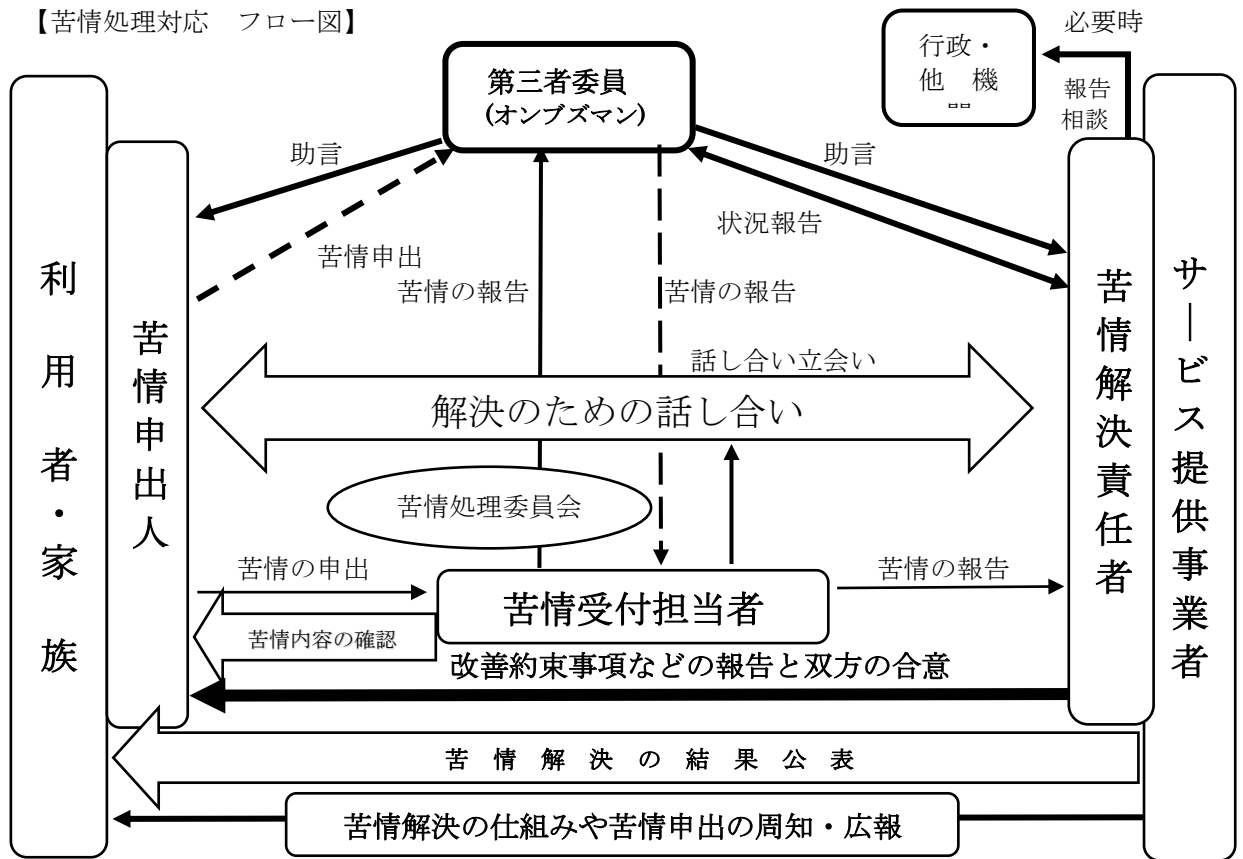 【苦情処理対応　フロー図】
必要時
行政・
他　機
第三者委員
(オンブズマン)
報告
相談
助言
助言
状況報告
苦情申出
苦情の報告
苦情の報告
利用者・家族
苦情申出人
苦情解決責任者
サービス提供事業者
話し合い立会い
解決のための話し合い
苦情処理委員会
苦情の申出
苦情の報告
苦情受付担当者
苦情内容の確認
改善約束事項などの報告と双方の合意
苦情解決の結果公表
苦情解決の仕組みや苦情申出の周知・広報